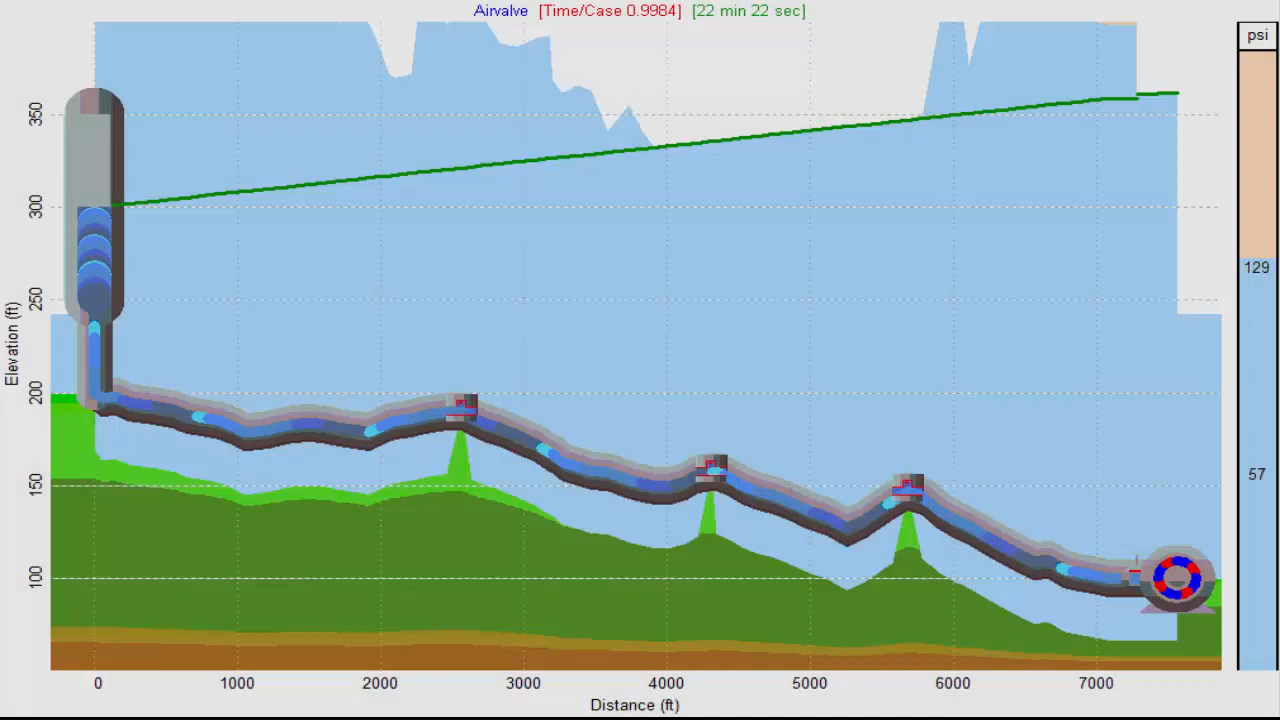 Airvalve [Time/Case 0.9984] [22 min 22 sec]
psi
129
57
Elevation (ft)
350
300
250
200
150
100
0 1000 2000 3000 4000 5000 6000 7000
Distance (ft)